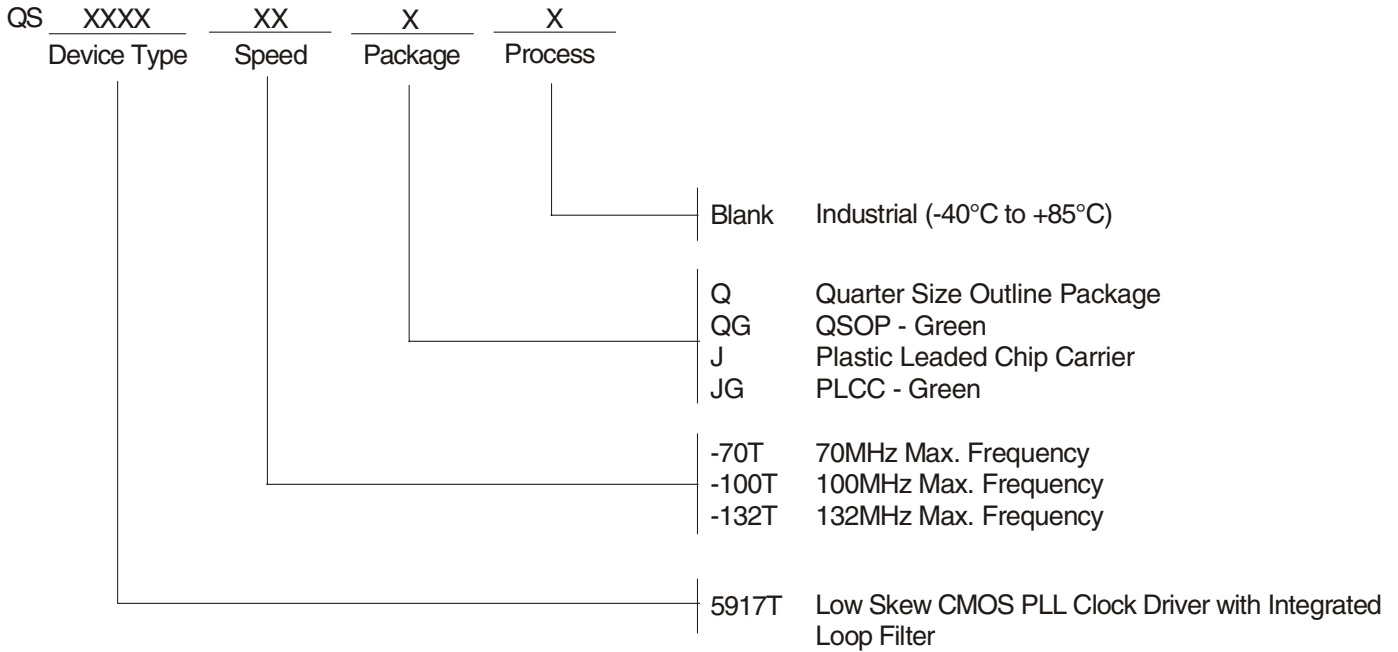 QS XXXX XX X X
Device Type Speed Package Process
Blank Industrial (-40°C to +85°C)
Q Quarter Size Outline Package
QG QSOP - Green
J Plastic Leaded Chip Carrier
JG PLCC - Green
-70T 70MHz Max. Frequency
-100T 100MHz Max. Frequency
-132T 132MHz Max. Frequency
5917T Low Skew CMOS PLL Clock Driver with Integrated
Loop Filter